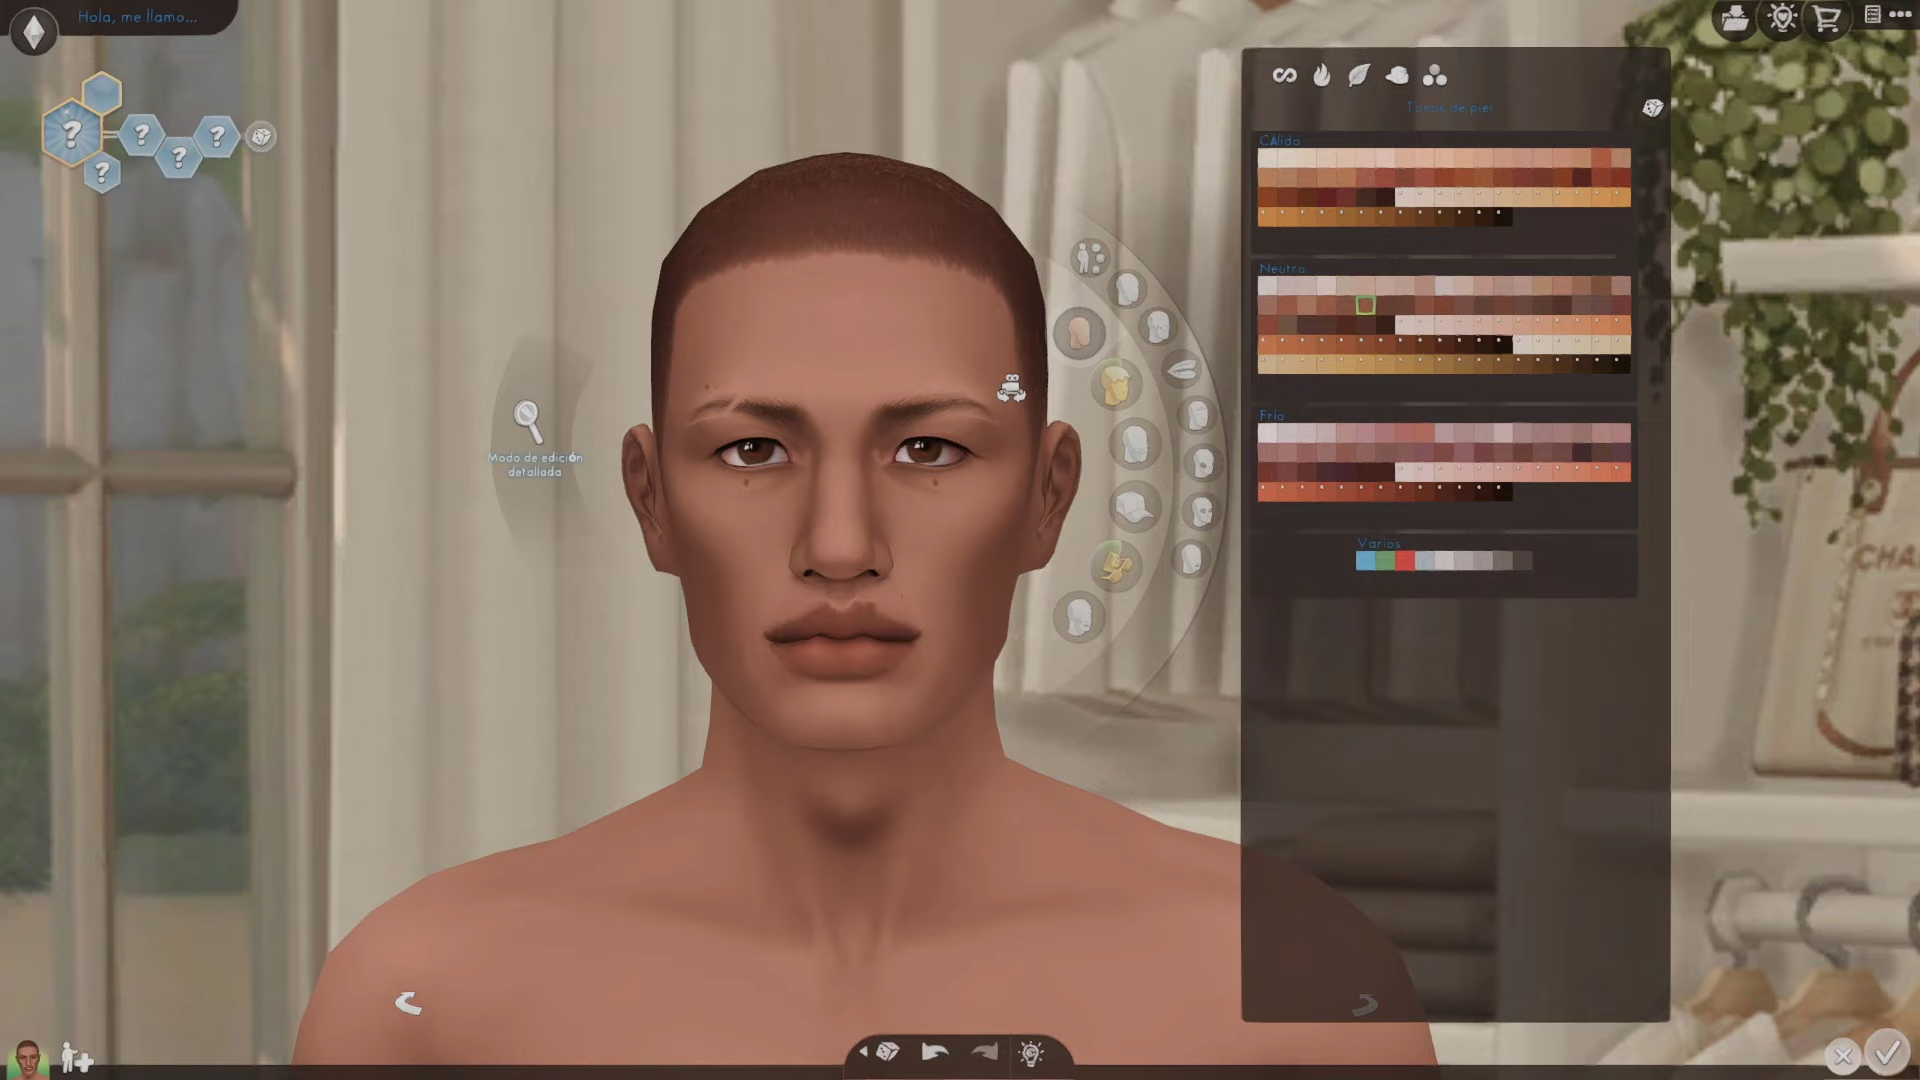 Hola, me llamo...
Tonos de piel
Cálido
Neutro
Modo de edición
detallada
Frío
Varios
CHA